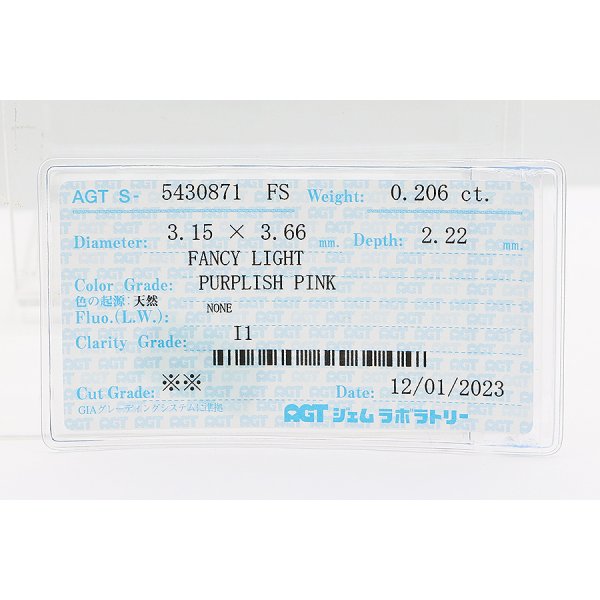 AGT S- 5430871 FS Weight: 0.206 ct.
Diameter: 3.15 × 3.66 mm. Depth: 2.22 mm.
FANCY LIGHT
Color Grade: PURPLISH PINK
色の起源: 天然
Fluo.(L.W.): NONE
Clarity Grade: I1
Cut Grade: ※※ Date: 12/01/2023
GIAグレーディングシステムに準拠
AGT ジェム ラボラトリー